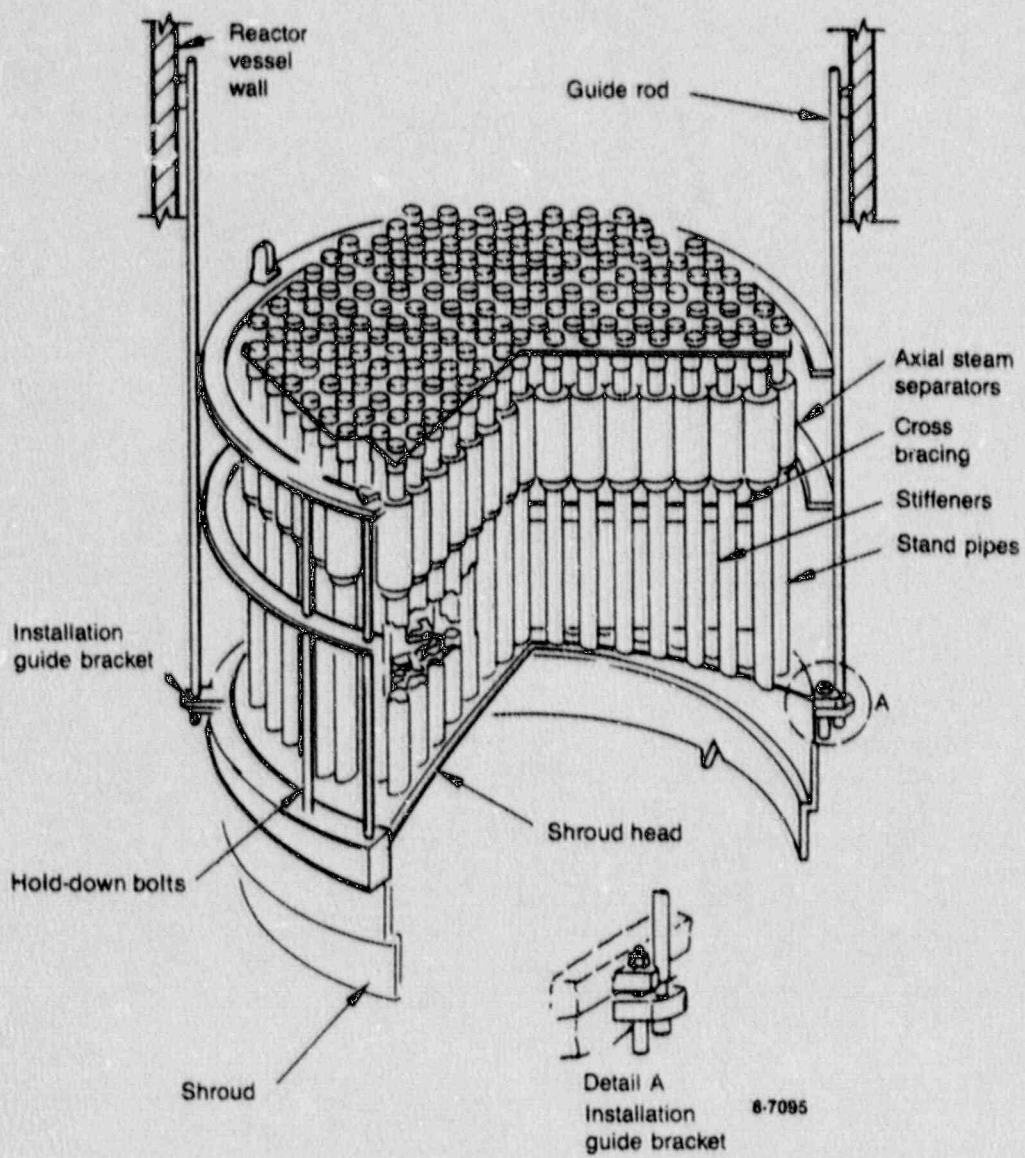 Reactor
vessel
wall
Guide rod
Axial steam
separators
Cross
bracing
Stiffeners
Stand pipes
Installation
guide bracket
A
Shroud head
Hold-down bolts
Shroud
Detail A
Installation
guide bracket
6-7095